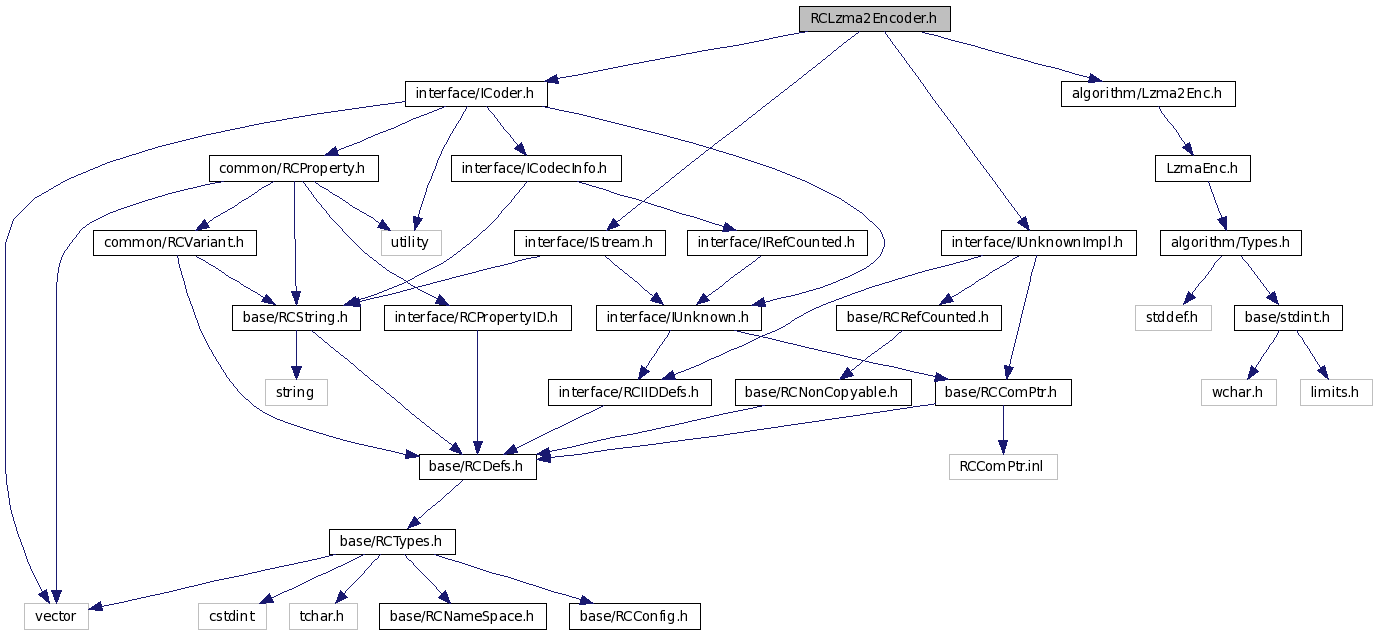 RCLzma2Encoder.h
interface/ICoder.h
algorithm/Lzma2Enc.h
common/RCProperty.h
interface/ICodecInfo.h
LzmaEnc.h
common/RCVariant.h
utility
interface/IStream.h
interface/IRefCounted.h
interface/IUnknownImpl.h
algorithm/Types.h
base/RCString.h
interface/RCPropertyID.h
interface/IUnknown.h
base/RCRefCounted.h
stddef.h
base/stdint.h
string
interface/RCIIDDefs.h
base/RCNonCopyable.h
base/RCComPtr.h
wchar.h
limits.h
base/RCDefs.h
RCComPtr.inl
base/RCTypes.h
vector
cstdint
tchar.h
base/RCNameSpace.h
base/RCConfig.h